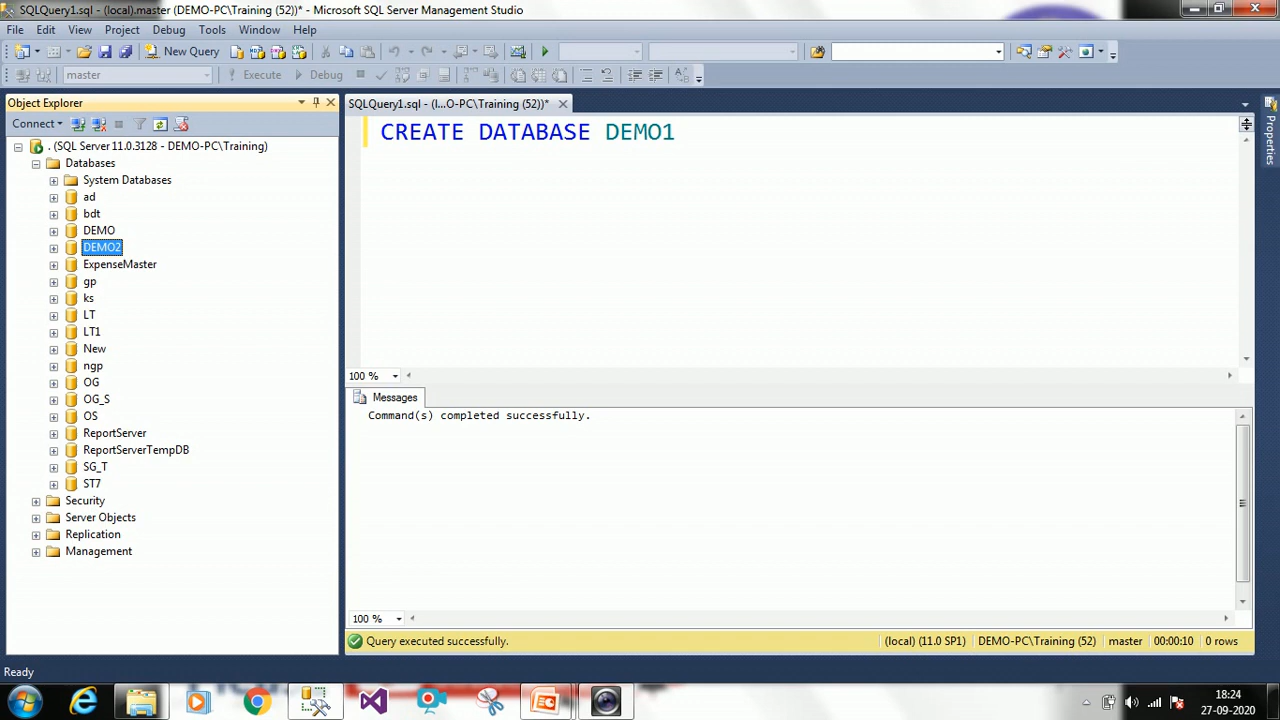 SQLQuery1.sql - (local).master (DEMO-PC\Training (52))* - Microsoft SQL Server Management Studio
File Edit View Project Debug Tools Window Help
New Query
master Execute Debug
Object Explorer
SQLQuery1.sql - (l...O-PC\Training (52))*
Connect
CREATE DATABASE DEMO1
. (SQL Server 11.0.3128 - DEMO-PC\Training)
Databases
System Databases
ad
bdt
DEMO
DEMO2
ExpenseMaster
gp
ks
LT
LT1
New
ngp
OG
OG_S
OS
ReportServer
ReportServerTempDB
SG_T
ST7
Security
Server Objects
Replication
Management
100 %
Messages
Command(s) completed successfully.
100 %
Query executed successfully. (local) (11.0 SP1) DEMO-PC\Training (52) master 00:00:10 0 rows
Properties
Ready
18:24
27-09-2020